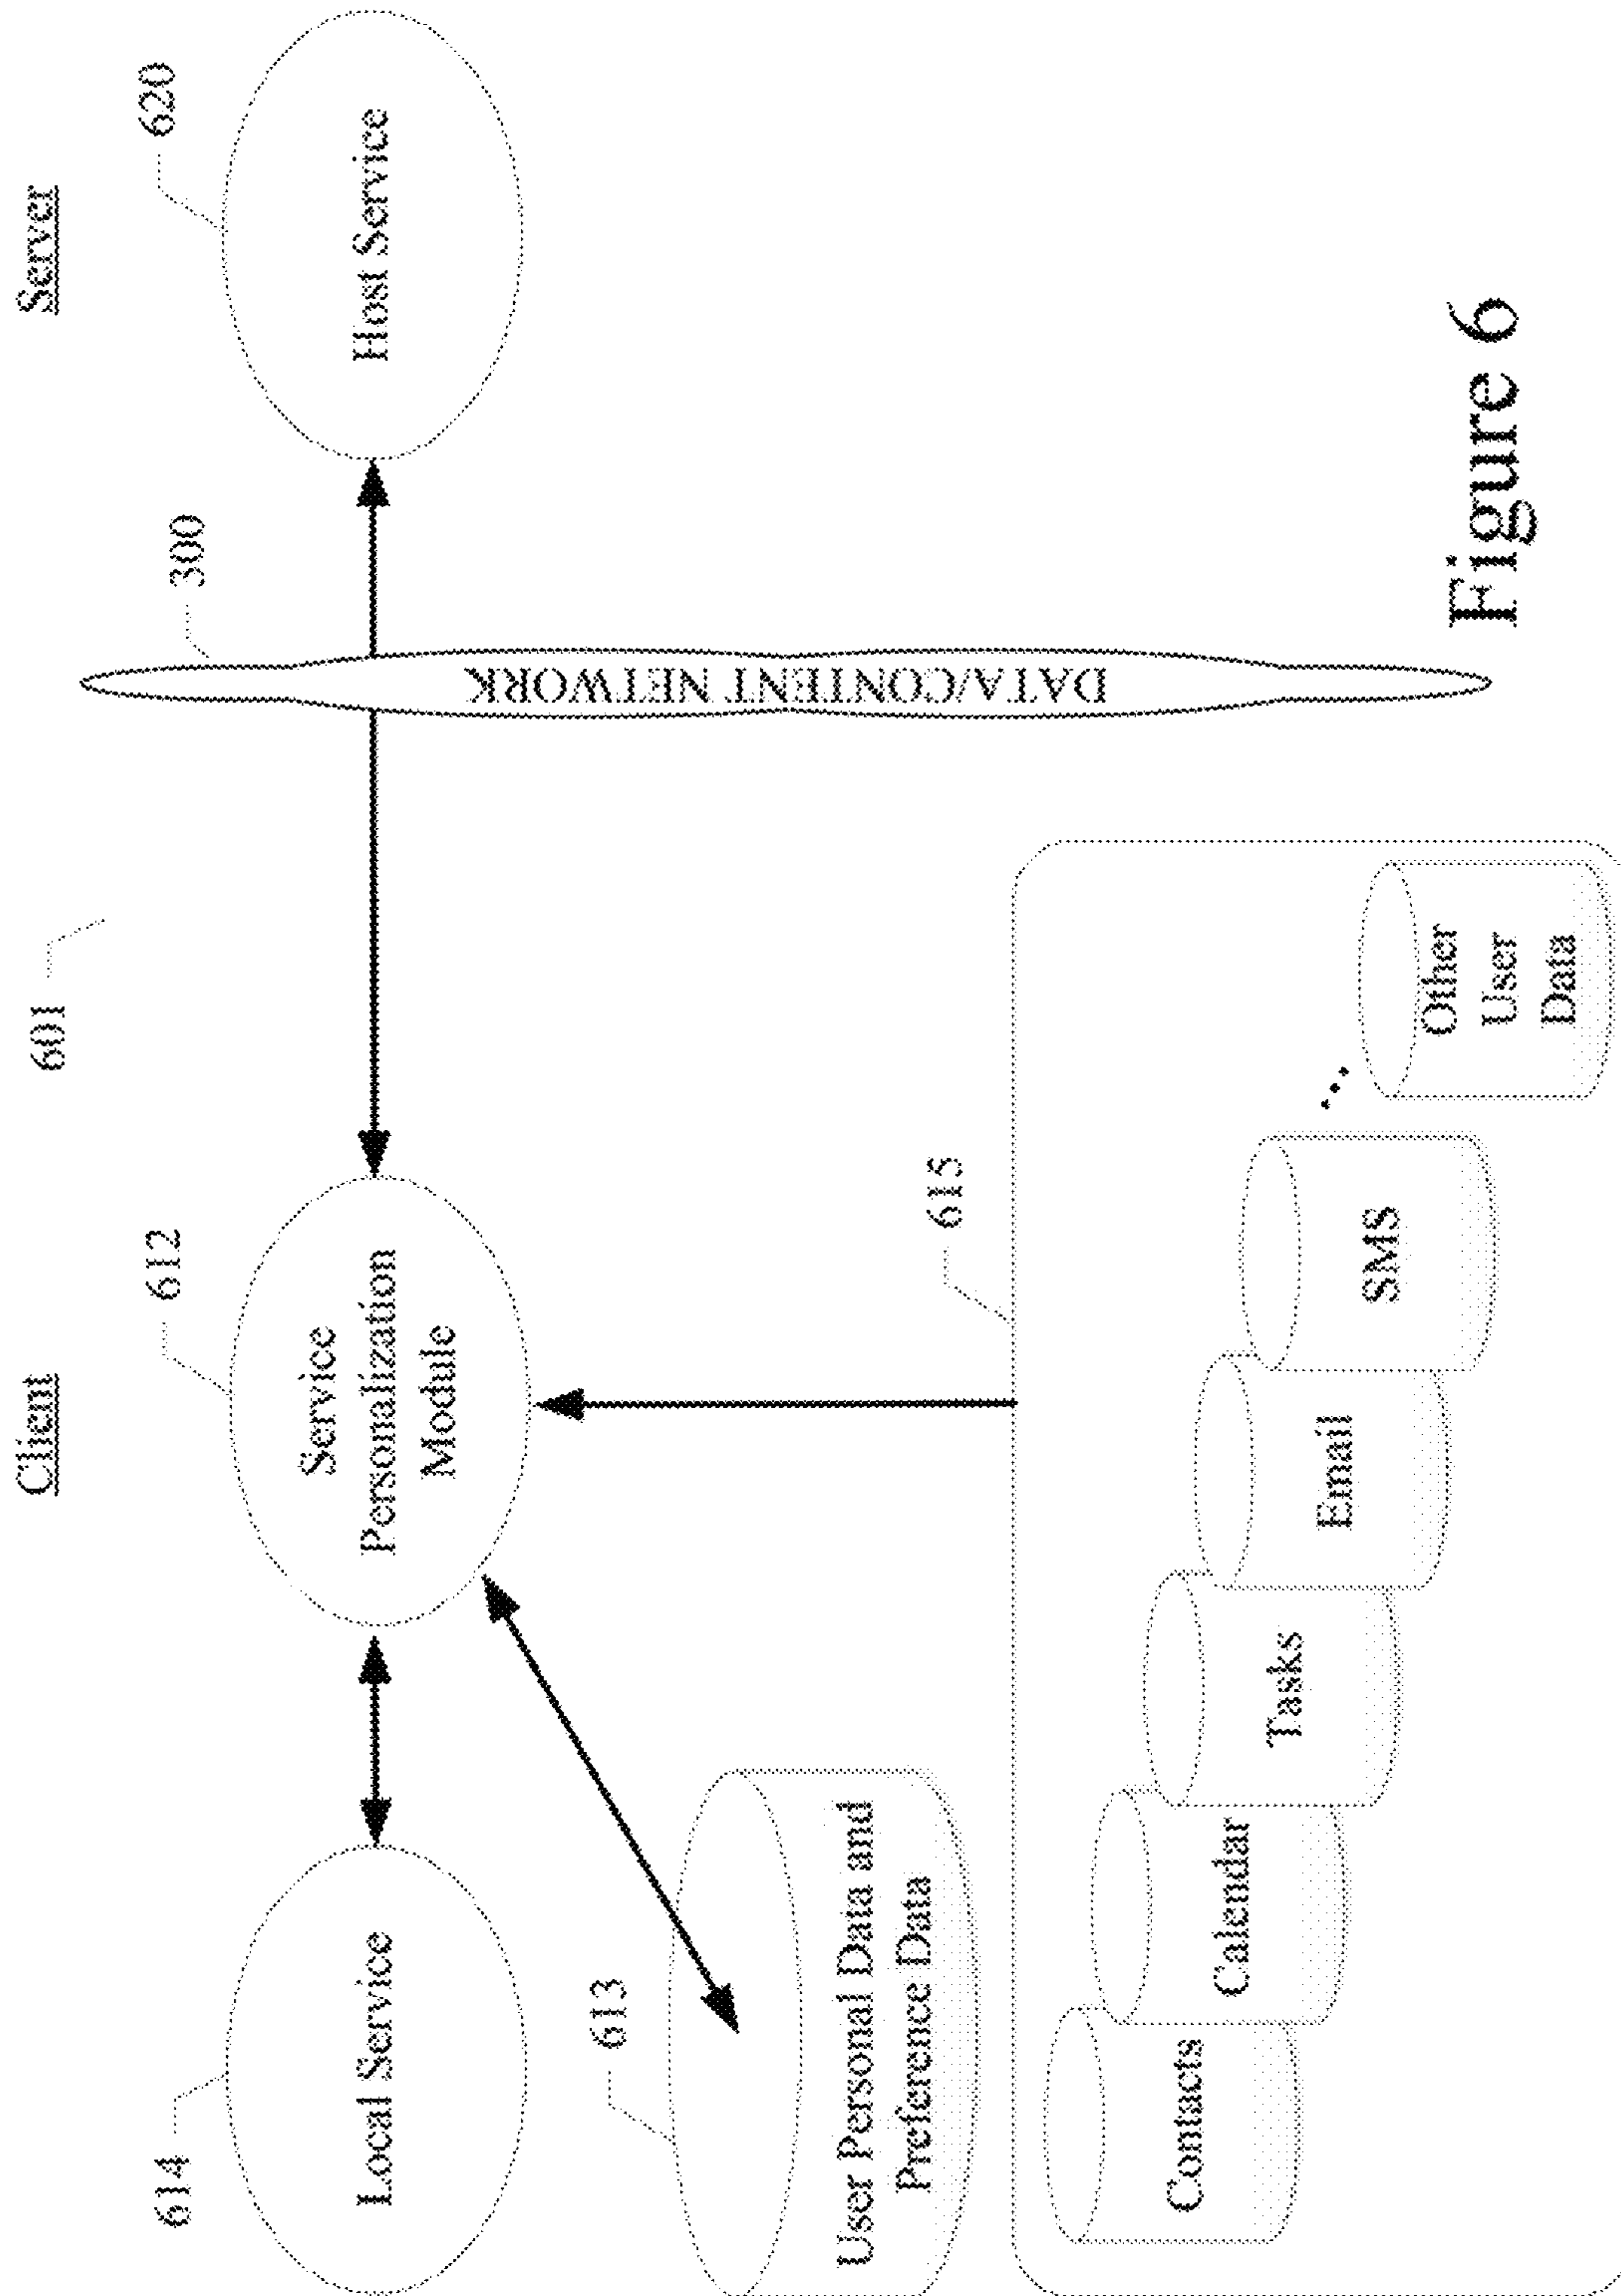 Client
Server
601
614
Local Service
612
Service
Personalization
Module
300
DATA/CONTENT NETWORK
620
Host Service
613
User Personal Data and
Preference Data
615
Contacts
Calendar
Tasks
Email
SMS
...
Other
User
Data
Figure 6